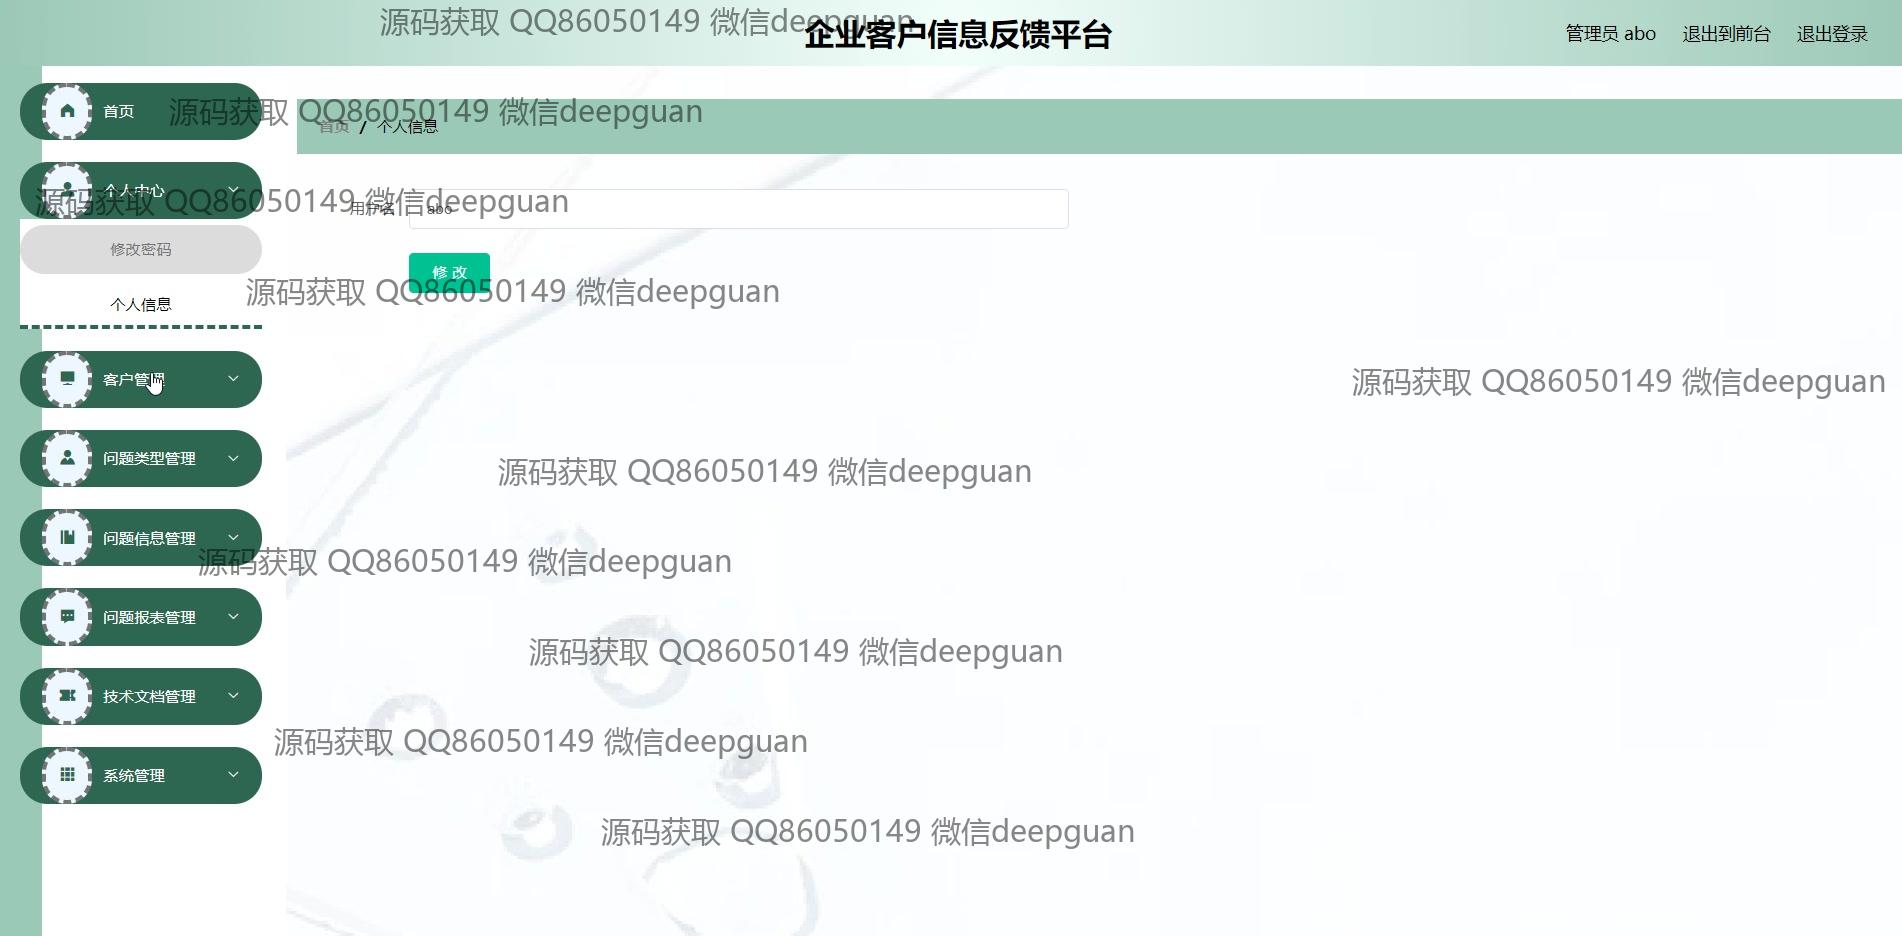 源码获取 QQ86050149 微信deepguan
企业客户信息反馈平台
管理员 abo
退出到前台
退出登录
首页
源码获取 QQ86050149 微信deepguan
首页 / 个人信息
个人中心
源码获取 QQ86050149 微信deepguan
用户名
abo
修改密码
修 改
源码获取 QQ86050149 微信deepguan
个人信息
客户管理
源码获取 QQ86050149 微信deepguan
问题类型管理
源码获取 QQ86050149 微信deepguan
问题信息管理
源码获取 QQ86050149 微信deepguan
问题报表管理
源码获取 QQ86050149 微信deepguan
技术文档管理
源码获取 QQ86050149 微信deepguan
系统管理
源码获取 QQ86050149 微信deepguan